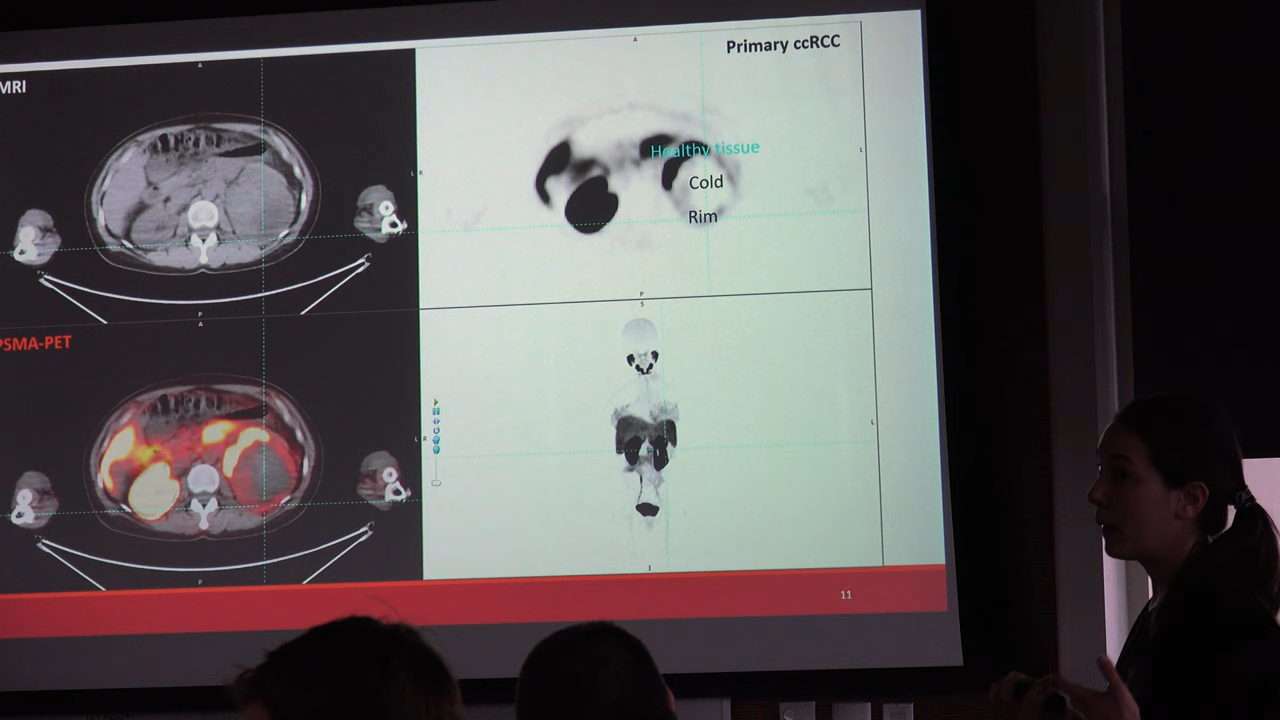 MRI
Primary ccRCC
A
A
L
R
L
Healthy tissue
Cold
Rim
P
A
P
S
PSMA-PET
L
R
L
P
I
11